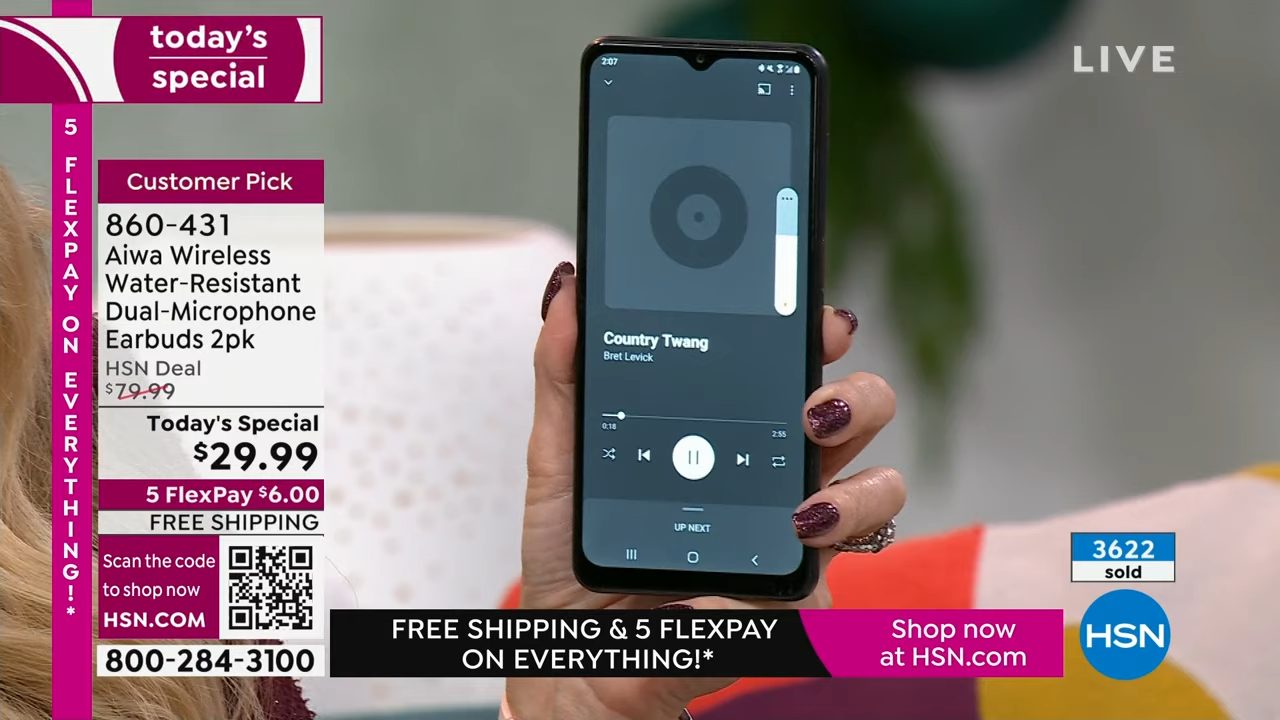 today's
special
LIVE
5 FLEXPAY ON EVERYTHING!*
Customer Pick
860-431
Aiwa Wireless
Water-Resistant
Dual-Microphone
Earbuds 2pk
HSN Deal
$79.99
Today's Special
$29.99
5 FlexPay $6.00
FREE SHIPPING
Scan the code
to shop now
HSN.COM
800-284-3100
2:07
Country Twang
Bret Levick
0:18
2:55
UP NEXT
FREE SHIPPING & 5 FLEXPAY
ON EVERYTHING!*
Shop now
at HSN.com
3622
sold
HSN